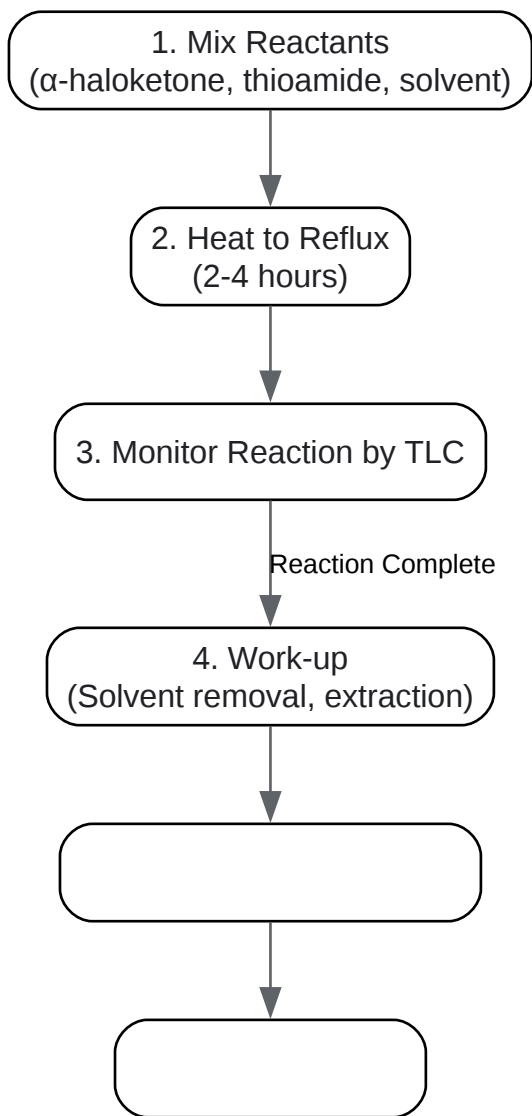 1. Mix Reactants
(α-haloketone, thioamide, solvent)
2. Heat to Reflux
(2-4 hours)
3. Monitor Reaction by TLC
Reaction Complete
4. Work-up
(Solvent removal, extraction)